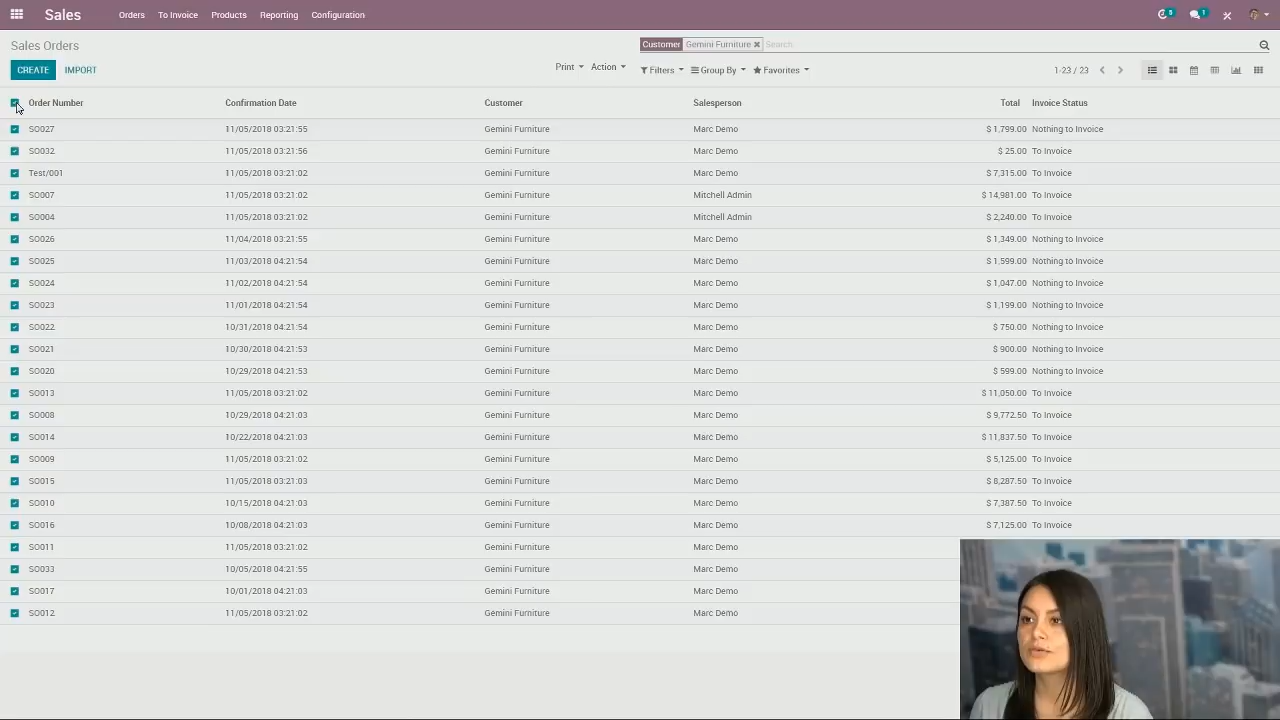 Sales Orders To Invoice Products Reporting Configuration 5 1
Sales Orders Customer Gemini Furniture Search...
CREATE IMPORT Print Action Filters Group By Favorites 1-23 / 23
Order Number Confirmation Date Customer Salesperson Total Invoice Status
SO027 11/05/2018 03:21:55 Gemini Furniture Marc Demo $ 1,799.00 Nothing to Invoice
SO032 11/05/2018 03:21:56 Gemini Furniture Marc Demo $ 25.00 To Invoice
Test/001 11/05/2018 03:21:02 Gemini Furniture Marc Demo $ 7,315.00 To Invoice
SO007 11/05/2018 03:21:02 Gemini Furniture Mitchell Admin $ 14,981.00 To Invoice
SO004 11/05/2018 03:21:02 Gemini Furniture Mitchell Admin $ 2,240.00 To Invoice
SO026 11/04/2018 03:21:55 Gemini Furniture Marc Demo $ 1,349.00 Nothing to Invoice
SO025 11/03/2018 04:21:54 Gemini Furniture Marc Demo $ 1,599.00 Nothing to Invoice
SO024 11/02/2018 04:21:54 Gemini Furniture Marc Demo $ 1,047.00 Nothing to Invoice
SO023 11/01/2018 04:21:54 Gemini Furniture Marc Demo $ 1,199.00 Nothing to Invoice
SO022 10/31/2018 04:21:54 Gemini Furniture Marc Demo $ 750.00 Nothing to Invoice
SO021 10/30/2018 04:21:53 Gemini Furniture Marc Demo $ 900.00 Nothing to Invoice
SO020 10/29/2018 04:21:53 Gemini Furniture Marc Demo $ 599.00 Nothing to Invoice
SO013 11/05/2018 03:21:02 Gemini Furniture Marc Demo $ 11,050.00 To Invoice
SO008 10/29/2018 04:21:03 Gemini Furniture Marc Demo $ 9,772.50 To Invoice
SO014 10/22/2018 04:21:03 Gemini Furniture Marc Demo $ 11,837.50 To Invoice
SO009 11/05/2018 03:21:02 Gemini Furniture Marc Demo $ 5,125.00 To Invoice
SO015 11/05/2018 03:21:03 Gemini Furniture Marc Demo $ 8,287.50 To Invoice
SO010 10/15/2018 04:21:03 Gemini Furniture Marc Demo $ 7,387.50 To Invoice
SO016 10/08/2018 04:21:03 Gemini Furniture Marc Demo $ 7,125.00 To Invoice
SO011 11/05/2018 03:21:02 Gemini Furniture Marc Demo
SO033 10/05/2018 04:21:55 Gemini Furniture Marc Demo
SO017 10/01/2018 04:21:03 Gemini Furniture Marc Demo
SO012 11/05/2018 03:21:02 Gemini Furniture Marc Demo